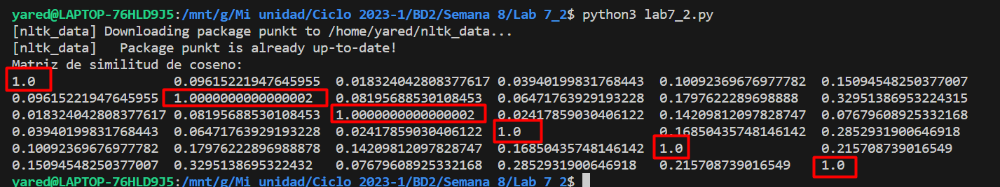 yared@LAPTOP-76HLD9J5:/mnt/g/Mi unidad/Ciclo 2023-1/BD2/Semana 8/Lab 7_2$ python3 lab7_2.py
[nltk_data] Downloading package punkt to /home/yared/nltk_data...
[nltk_data]   Package punkt is already up-to-date!
Matriz de similitud de coseno:
1.0 0.09615221947645955 0.018324042808377617 0.03940199831768443 0.10092369676977782 0.15094548250377007
0.09615221947645955 1.0000000000000002 0.08195688530108453 0.06471763929193228 0.17976222896988888 0.32951386953224315
0.018324042808377617 0.08195688530108453 1.0000000000000002 0.02417859030406122 0.14209812097828747 0.07679608925332168
0.03940199831768443 0.06471763929193228 0.02417859030406122 1.0 0.16850435748146142 0.2852931900646918
0.10092369676977782 0.17976222896988878 0.14209812097828747 0.16850435748146142 1.0 0.215708739016549
0.15094548250377007 0.3295138695322432 0.07679608925332168 0.2852931900646918 0.215708739016549 1.0
yared@LAPTOP-76HLD9J5:/mnt/g/Mi unidad/Ciclo 2023-1/BD2/Semana 8/Lab 7_2$